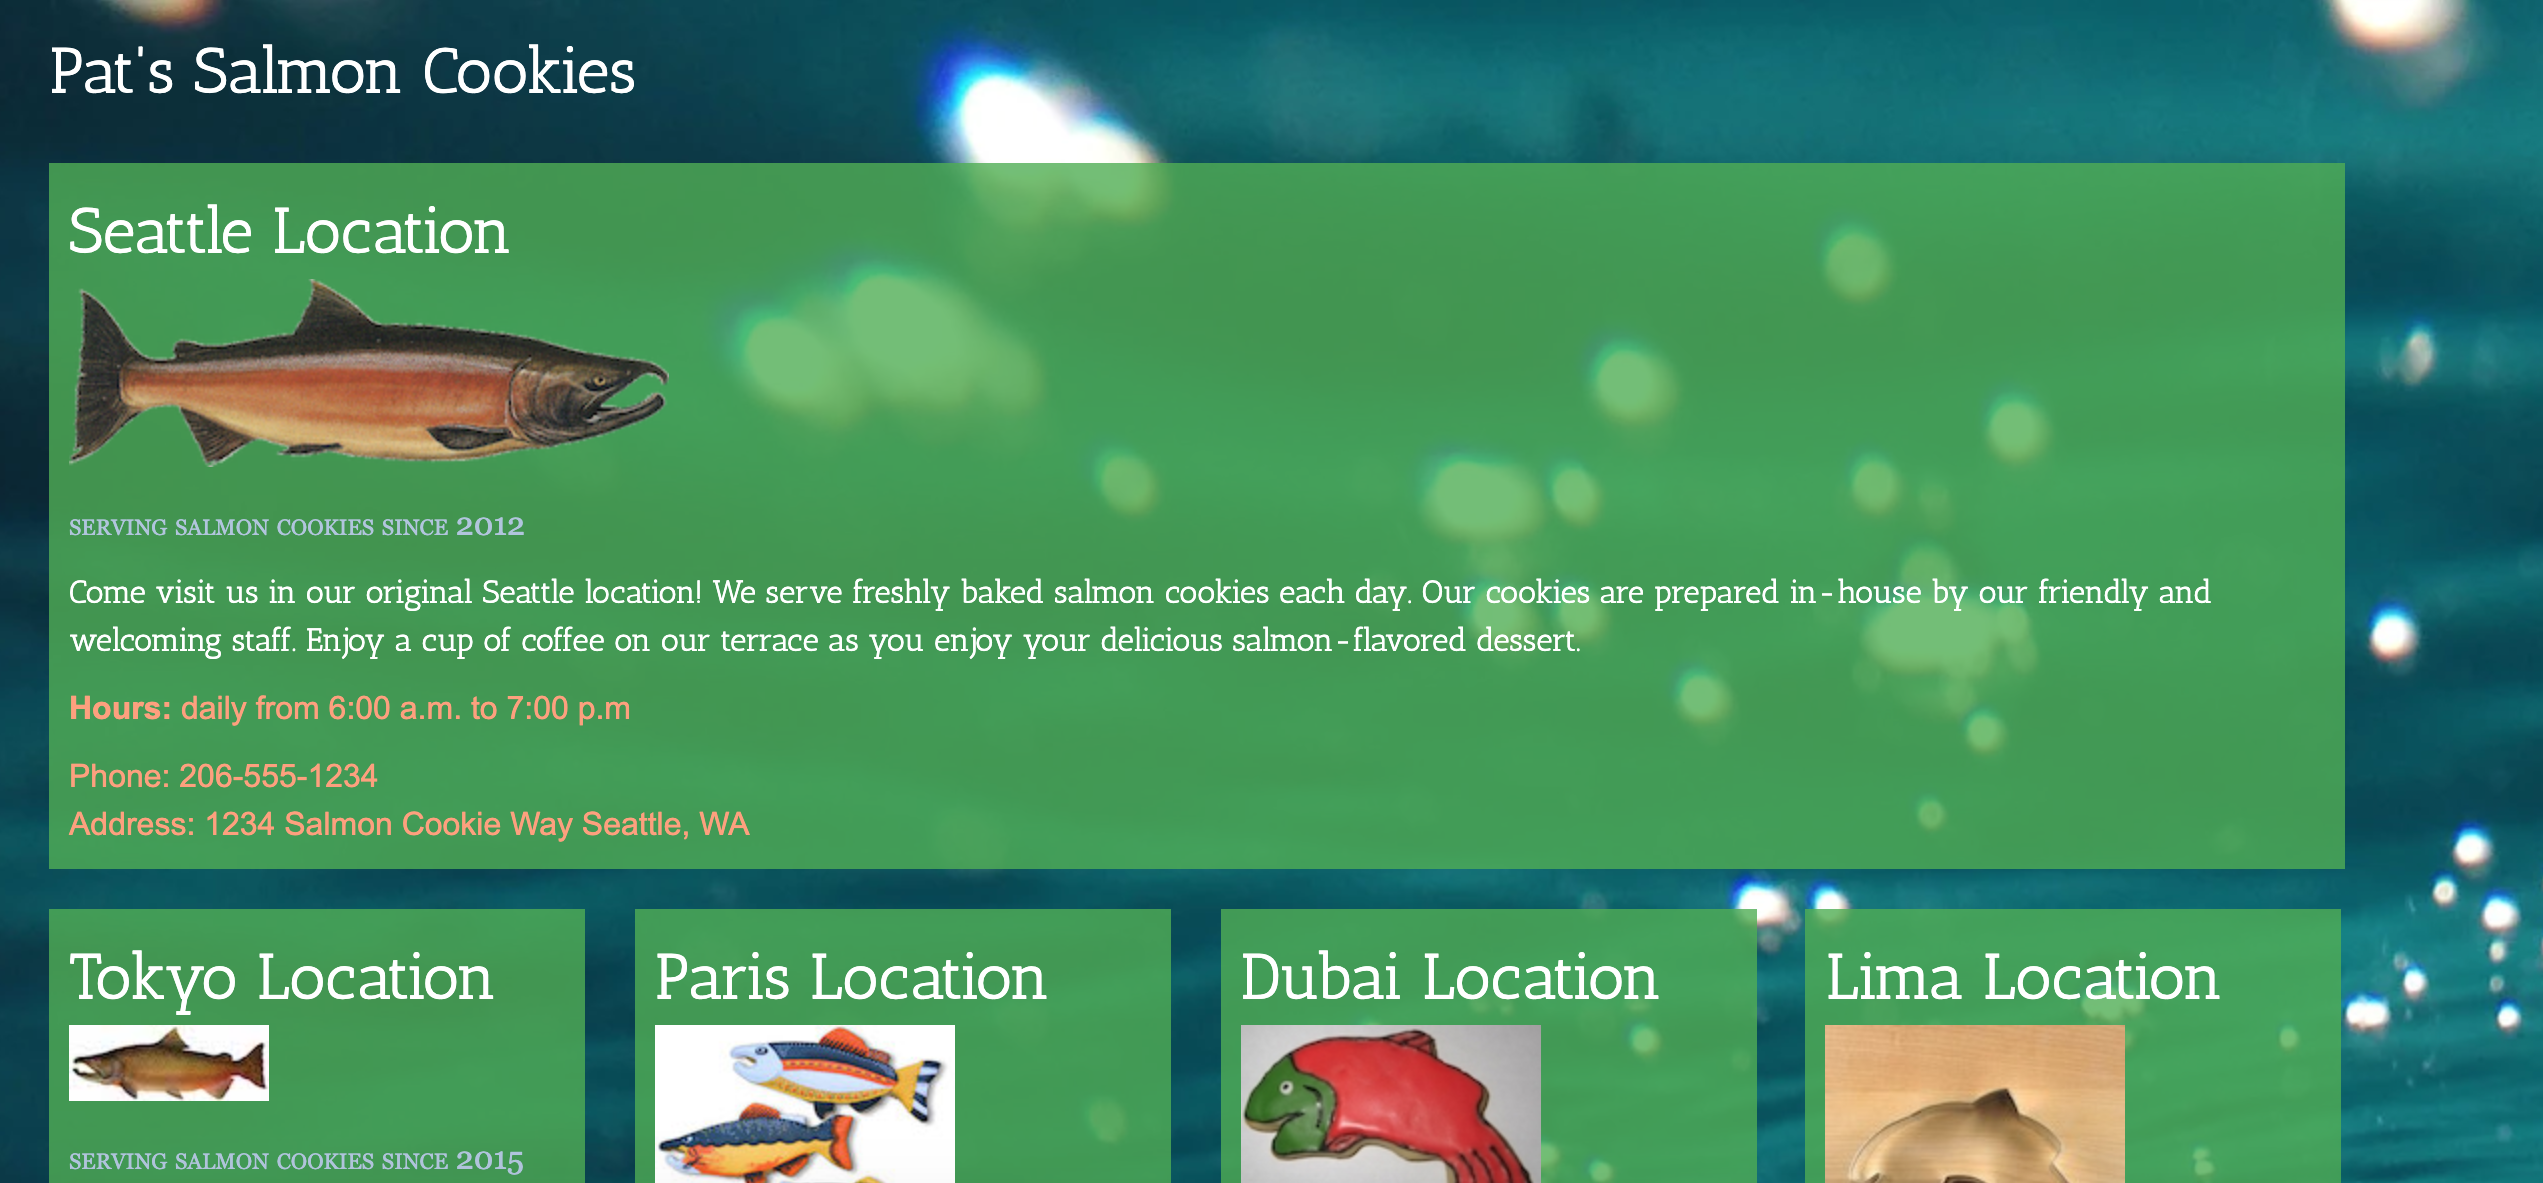 Pat's Salmon Cookies
Seattle Location
SERVING SALMON COOKIES SINCE 2012
Come visit us in our original Seattle location! We serve freshly baked salmon cookies each day. Our cookies are prepared in-house by our friendly and
welcoming staff. Enjoy a cup of coffee on our terrace as you enjoy your delicious salmon-flavored dessert.
Hours: daily from 6:00 a.m. to 7:00 p.m
Phone: 206-555-1234
Address: 1234 Salmon Cookie Way Seattle, WA
Tokyo Location
SERVING SALMON COOKIES SINCE 2015
Paris Location
Dubai Location
Lima Location